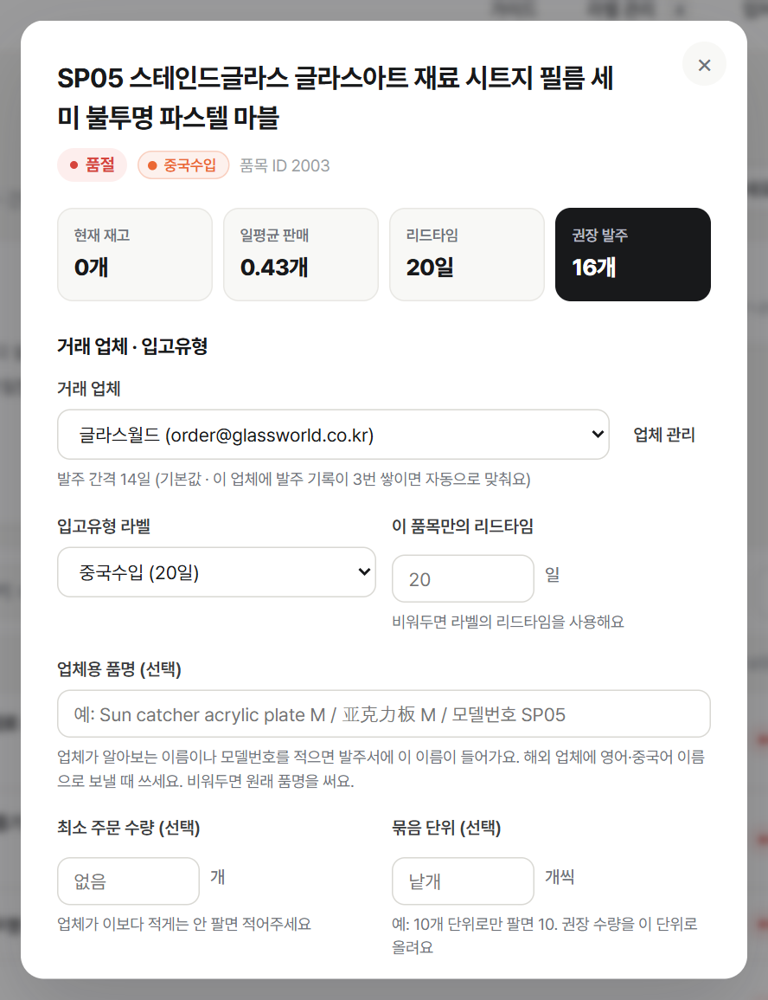 SP05 스테인드글라스 글라스아트 재료 시트지 필름 세
미 불투명 파스텔 마블
품절
중국수입
품목 ID 2003
현재 재고
0개
일평균 판매
0.43개
리드타임
20일
권장 발주
16개
거래 업체 · 입고유형
거래 업체
글라스월드 (order@glassworld.co.kr)
업체 관리
발주 간격 14일 (기본값 · 이 업체에 발주 기록이 3번 쌓이면 자동으로 맞춰요)
입고유형 라벨
이 품목만의 리드타임
중국수입 (20일)
20
일
비워두면 라벨의 리드타임을 사용해요
업체용 품명 (선택)
예: Sun catcher acrylic plate M / 亚克力板 M / 모델번호 SP05
업체가 알아보는 이름이나 모델번호를 적으면 발주서에 이 이름이 들어가요. 해외 업체에 영어·중국어 이름
으로 보낼 때 쓰세요. 비워두면 원래 품명을 써요.
최소 주문 수량 (선택)
묶음 단위 (선택)
없음
개
낱개
개씩
업체가 이보다 적게는 안 팔면 적어주세요
예: 10개 단위로만 팔면 10. 권장 수량을 이 단위로
올려요